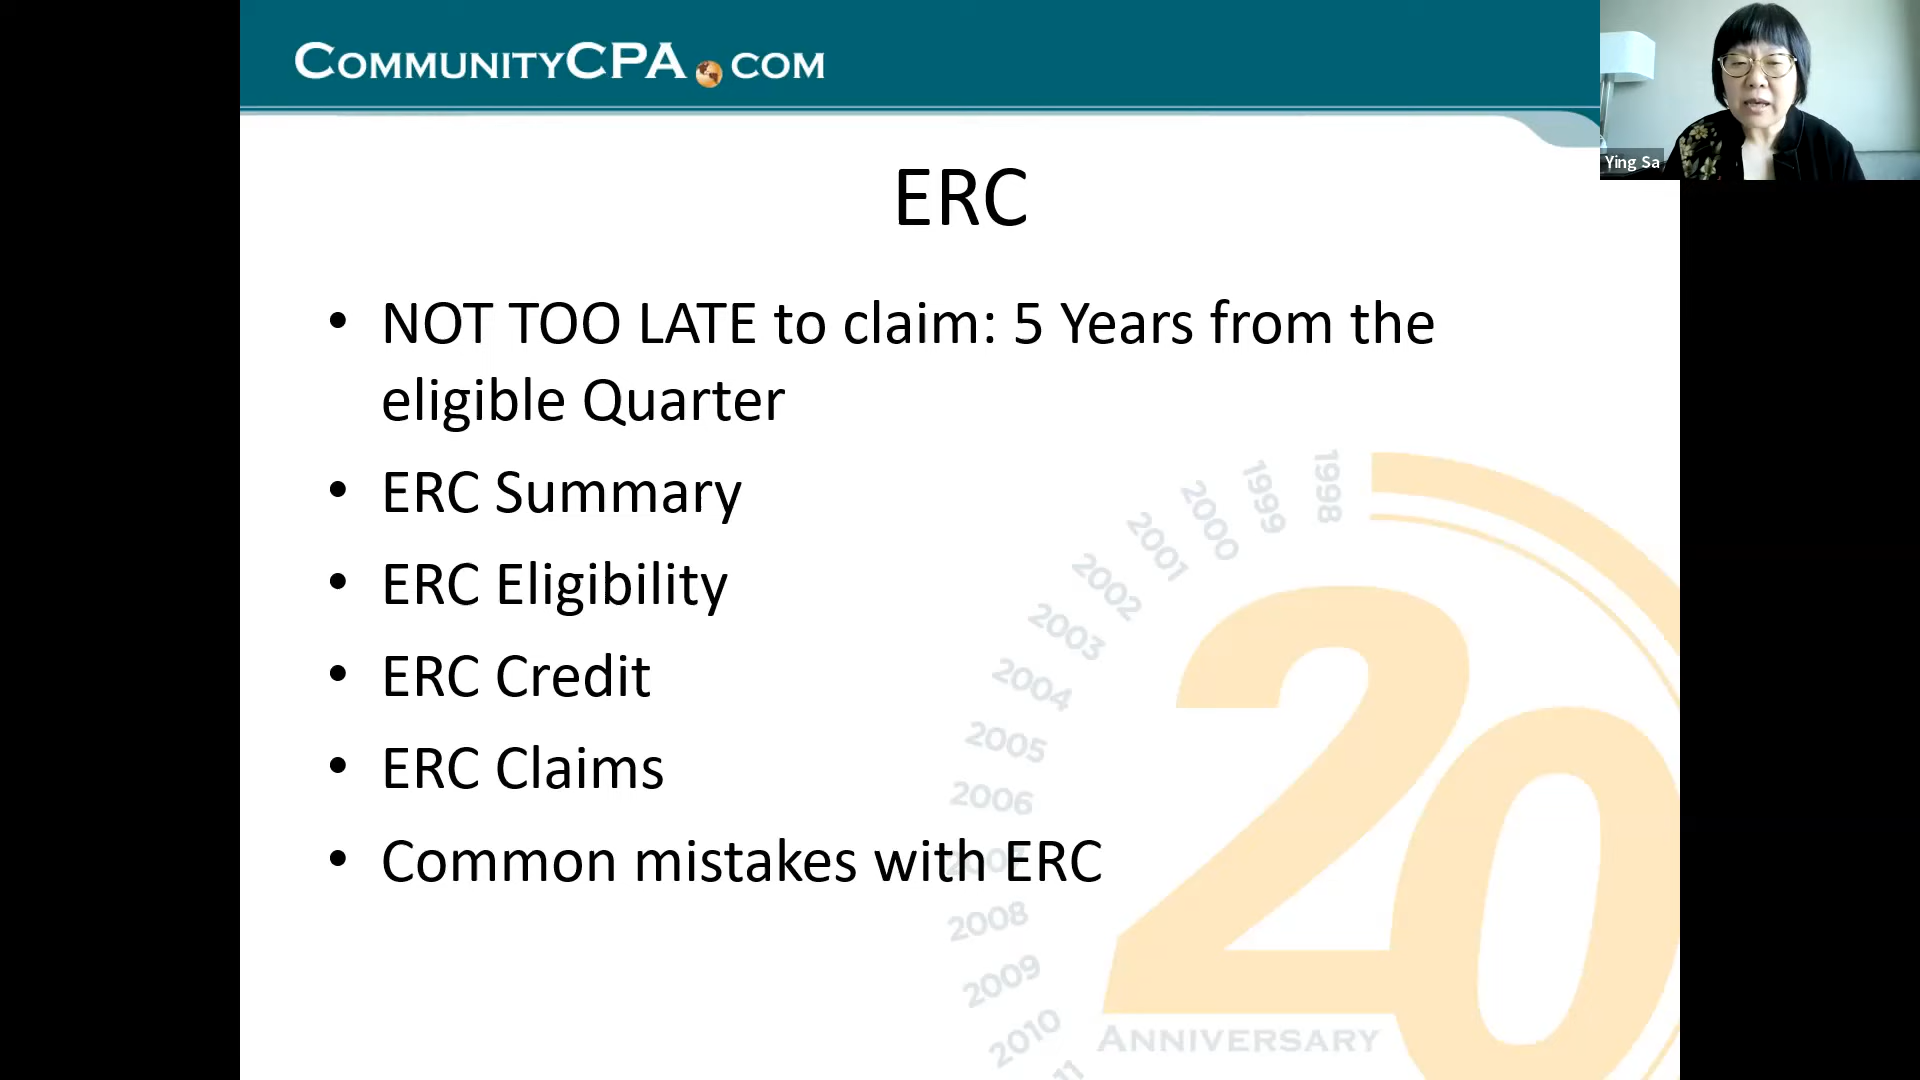 COMMUNITYCPA.COM
Ying Sa
ERC
• NOT TOO LATE to claim: 5 Years from the
eligible Quarter
• ERC Summary
• ERC Eligibility
• ERC Credit
• ERC Claims
• Common mistakes with ERC
1998
1999
2000
2001
2002
2003
2004
2005
2006
2007
2008
2009
2010
11
20
ANNIVERSARY